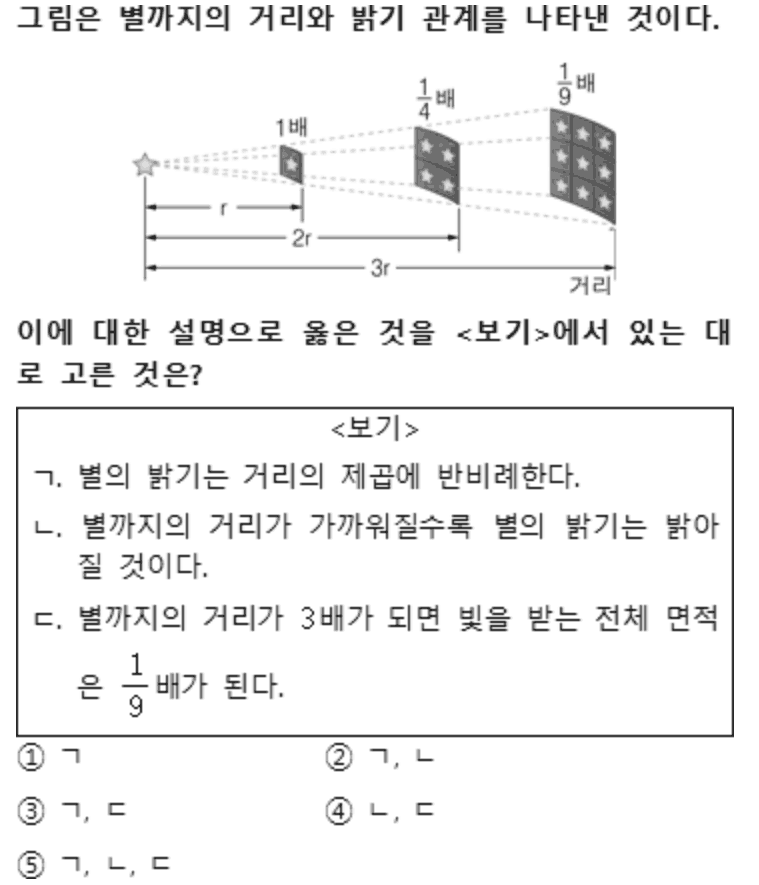 그림은 별까지의 거리와 밝기 관계를 나타낸 것이다.
1배
1/4배
1/9배
r
2r
3r
거리
이에 대한 설명으로 옳은 것을 <보기>에서 있는 대
로 고른 것은?
<보기>
ㄱ. 별의 밝기는 거리의 제곱에 반비례한다.
ㄴ. 별까지의 거리가 가까워질수록 별의 밝기는 밝아
질 것이다.
ㄷ. 별까지의 거리가 3배가 되면 빛을 받는 전체 면적
은 1/9배가 된다.
① ㄱ ② ㄱ, ㄴ
③ ㄱ, ㄷ ④ ㄴ, ㄷ
⑤ ㄱ, ㄴ, ㄷ